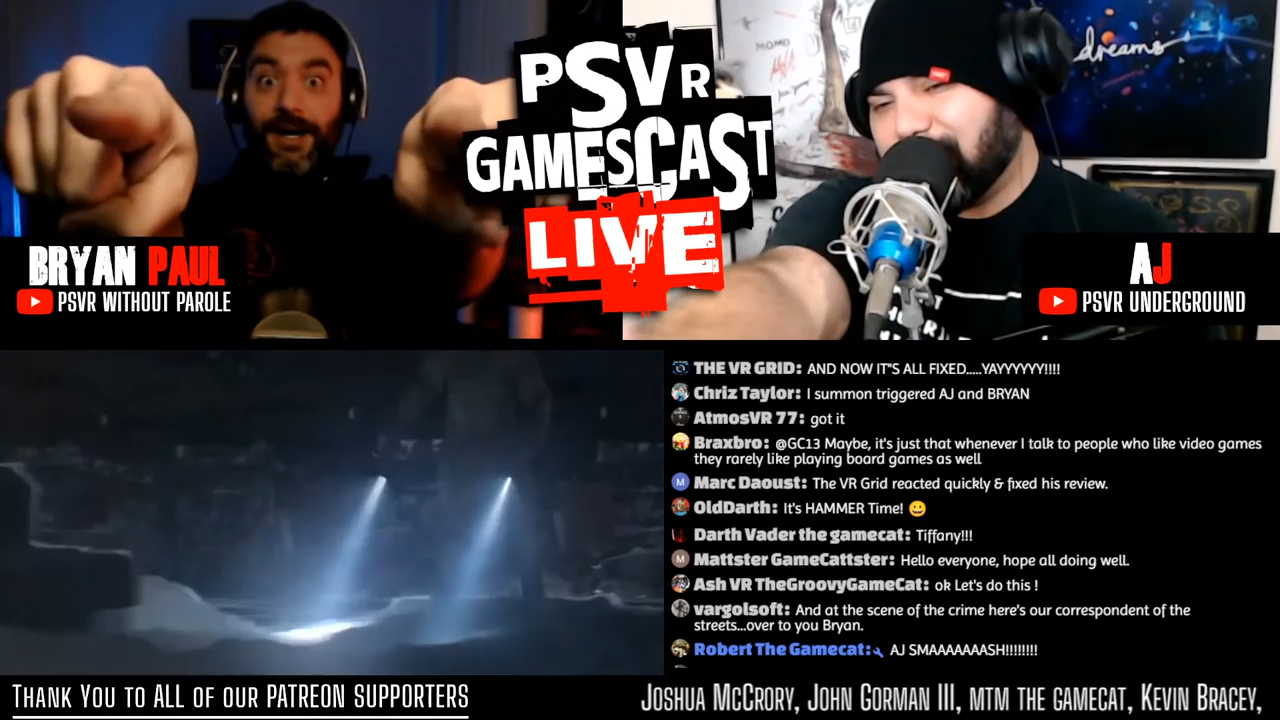 PSVR
GAMESCAST
LIVE
MOMO
dreams
BRYAN PAUL
PSVR WITHOUT PAROLE
AJ
PSVR UNDERGROUND
THE VR GRID: AND NOW IT"S ALL FIXED.....YAYYYYYY!!!!
Chriz Taylor: I summon triggered AJ and BRYAN
AtmosVR 77: got it
Braxbro: @GC13 Maybe, it's just that whenever I talk to people who like video games
they rarely like playing board games as well
M Marc Daoust: The VR Grid reacted quickly & fixed his review.
OldDarth: It's HAMMER Time! 😀
Darth Vader the gamecat: Tiffany!!!
M Mattster GameCattster: Hello everyone, hope all doing well.
Ash VR TheGroovyGameCat: ok Let's do this !
vargolsoft: And at the scene of the crime here's our correspondent of the
streets...over to you Bryan.
Robert The Gamecat: AJ SMAAAAAAASH!!!!!!!!
THANK YOU TO ALL OF OUR PATREON SUPPORTERS
JOSHUA MCCRORY, JOHN GORMAN III, MTM THE GAMECAT, KEVIN BRACEY,